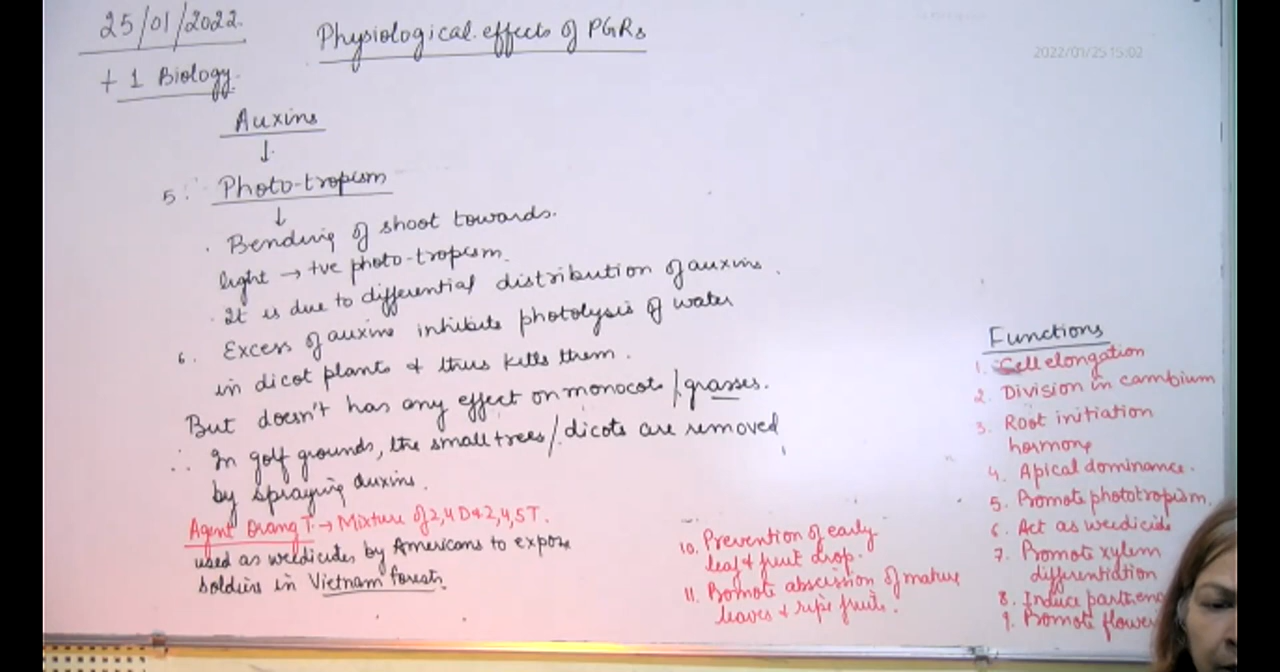 25/01/2022.
Physiological effects of PGRs
2022/01/25 15:02
+ 1 Biology.
Auxins
↓
5. Photo-tropism
↓
. Bending of shoot towards.
light → +ve photo-tropism.
. It is due to differential distribution of auxins.
6. Excess of auxins inhibits photolysis of water
in dicot plants & thus kills them.
But doesn't has any effect on monocots/grasses.
∴ In golf grounds, the small trees/dicots are removed
by spraying auxins.
Agent Orang → Mixture of 2,4 D & 2,4,5 T.
used as weedicides by Americans to expose
soldiers in Vietnam forests.
10. Prevention of early
leaf & fruit drop.
11. Promote abscission of mature
leaves & ripe fruits.
Functions
1. Cell elongation
2. Division in cambium
3. Root initiation
hormone
4. Apical dominance.
5. Promote phototropism.
6. Act as weedicide
7. Promote xylem
differentiation
8. Induce partheno
9. Promote flower